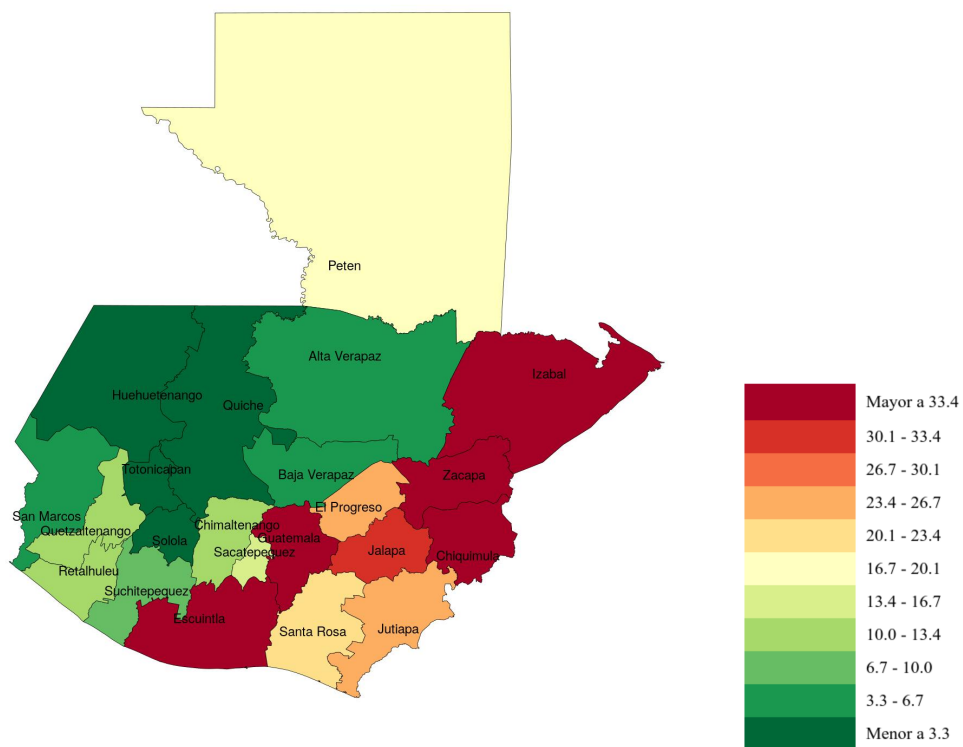 Peten
Alta Verapaz
Izabal
Huehuetenango
Quiche
Totonicapan
Baja Verapaz
Zacapa
El Progreso
San Marcos
Chimaltenango
Quetzaltenango
Guatemala
Solola
Sacatepequez
Jalapa
Chiquimula
Retalhuleu
Suchitepequez
Escuintla
Santa Rosa
Jutiapa
Mayor a 33.4
30.1 - 33.4
26.7 - 30.1
23.4 - 26.7
20.1 - 23.4
16.7 - 20.1
13.4 - 16.7
10.0 - 13.4
6.7 - 10.0
3.3 - 6.7
Menor a 3.3